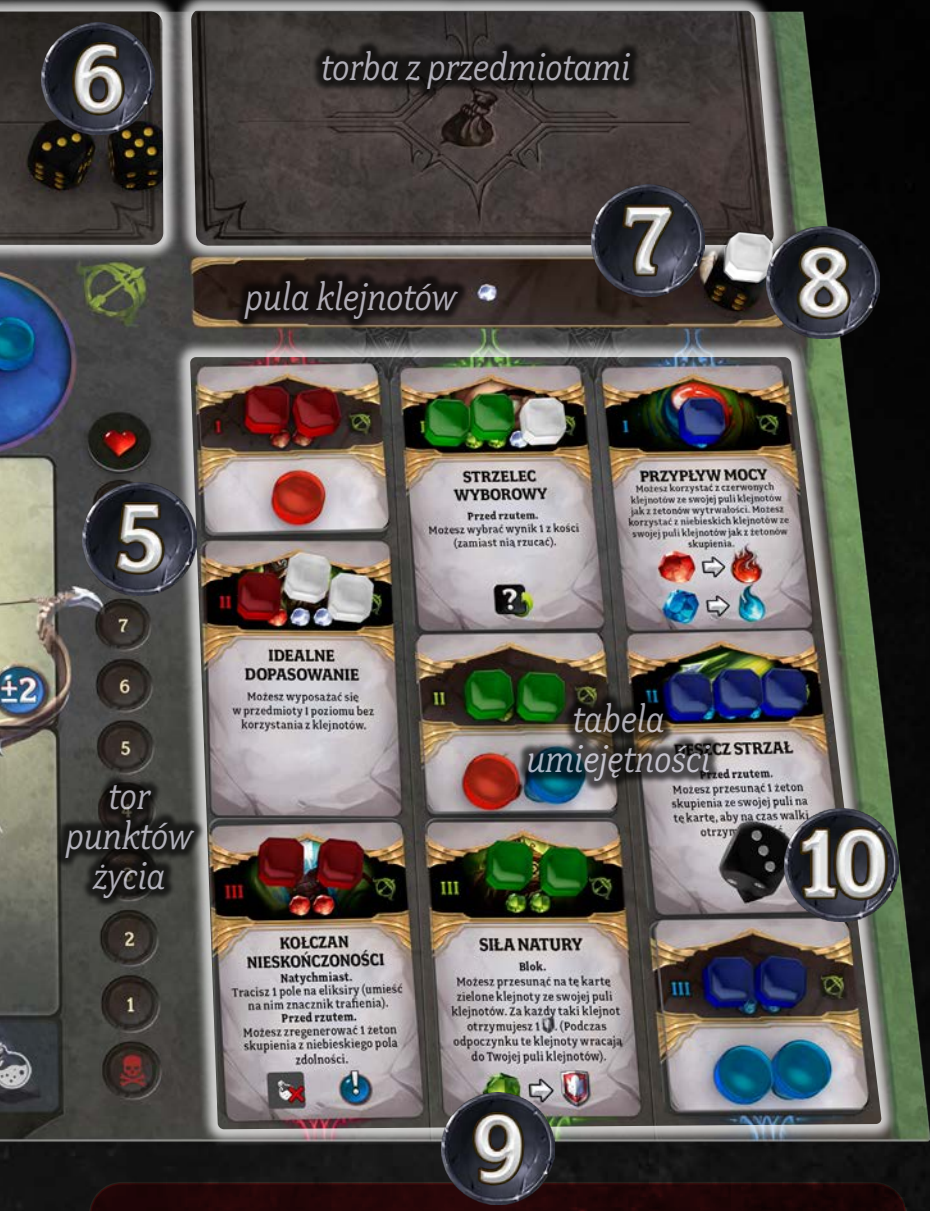 6
torba z przedmiotami
7
8
pula klejnotów
5
±2
7
6
5
2
1
tor
punktów
życia
I
I
STRZELEC
WYBOROWY
Przed rzutem.
Możesz wybrać wynik 1 z kości
(zamiast nią rzucać).
?
I
PRZYPŁYW MOCY
Możesz korzystać z czerwonych
klejnotów ze swojej puli klejnotów
jak z żetonów wytrwałości. Możesz
korzystać z niebieskich klejnotów ze
swojej puli klejnotów jak z żetonów
skupienia.
II
IDEALNE
DOPASOWANIE
Możesz wyposażać się
w przedmioty I poziomu bez
korzystania z klejnotów.
II
tabela
umiejętności
II
DESZCZ STRZAŁ
Przed rzutem.
Możesz przesunąć 1 żeton
skupienia ze swojej puli na
tę kartę, aby na czas walki
10
III
KOŁCZAN
NIESKOŃCZONOŚCI
Natychmiast.
Tracisz 1 pole na eliksiry (umieść
na nim znacznik trafienia).
Przed rzutem.
Możesz zregenerować 1 żeton
skupienia z niebieskiego pola
zdolności.
!
III
SIŁA NATURY
Blok.
Możesz przesunąć na tę kartę
zielone klejnoty ze swojej puli
klejnotów. Za każdy taki klejnot
otrzymujesz 1 . (Podczas
odpoczynku te klejnoty wracają
do Twojej puli klejnotów).
III
9